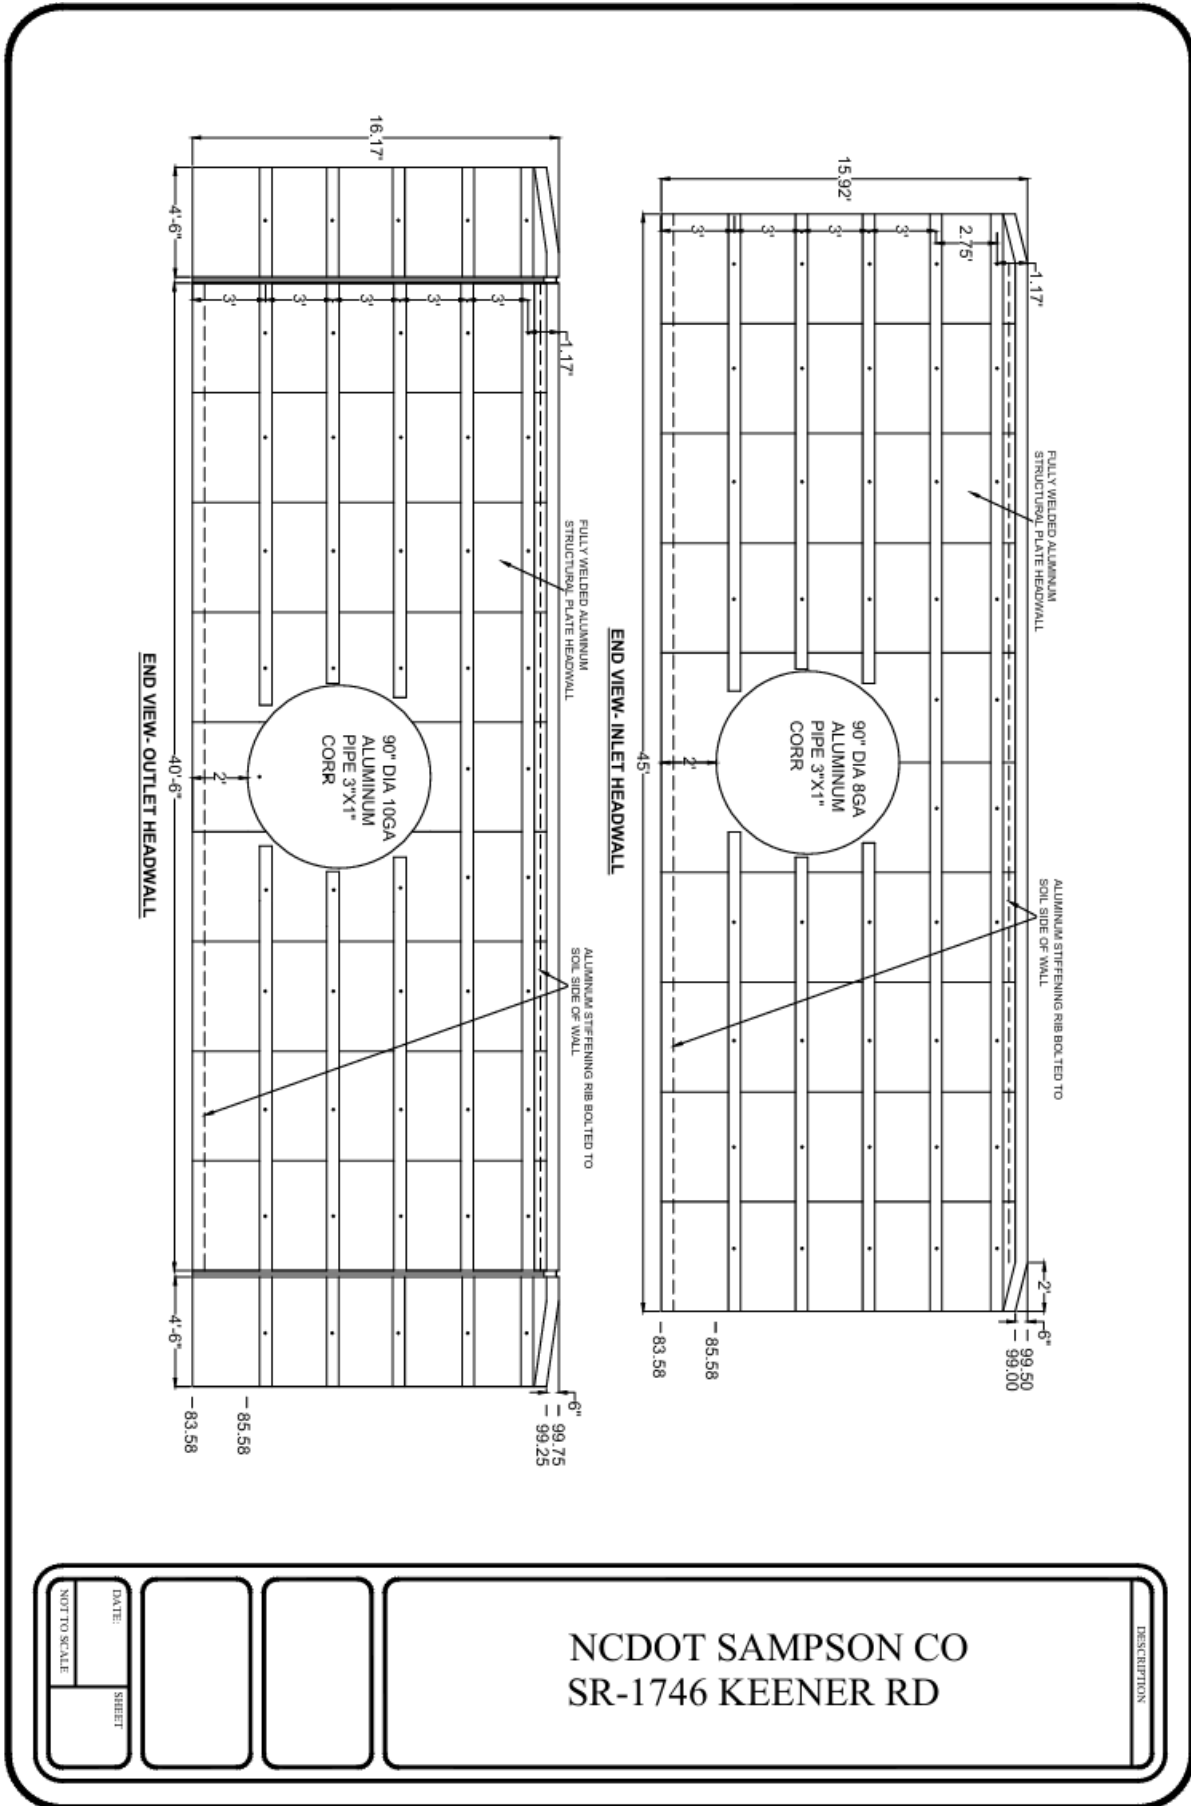 15.92'
3'
3'
3'
3'
2.75'
1.17'
FULLY WELDED ALUMINUM
STRUCTURAL PLATE HEADWALL
ALUMINUM STIFFENING RIB BOLTED TO
SOIL SIDE OF WALL
90" DIA 8GA
ALUMINUM
PIPE 3"X1"
CORR
2'
45'
2'
6"
99.50
99.00
85.58
83.58
END VIEW- INLET HEADWALL
16.17'
4'-6"
3'
3'
3'
3'
3'
1.17'
FULLY WELDED ALUMINUM
STRUCTURAL PLATE HEADWALL
ALUMINUM STIFFENING RIB BOLTED TO
SOIL SIDE OF WALL
90" DIA 10GA
ALUMINUM
PIPE 3"X1"
CORR
2'
40'-6"
4'-6"
6"
99.75
99.25
85.58
83.58
END VIEW- OUTLET HEADWALL
DESCRIPTION
NCDOT SAMPSON CO
SR-1746 KEENER RD
DATE:
SHEET
NOT TO SCALE